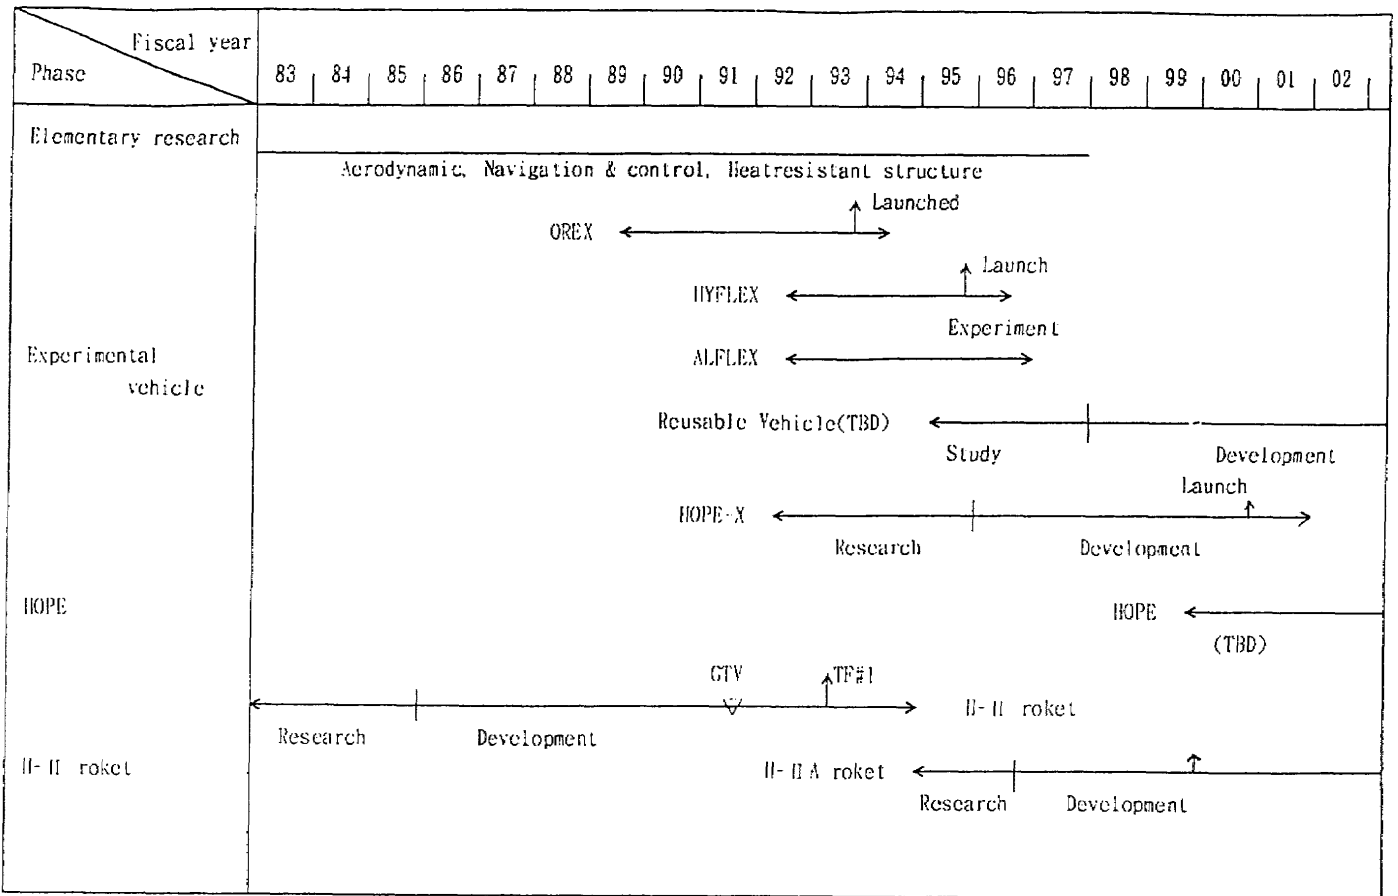 Fiscal year
Phase
83 84 85 86 87 88 89 90 91 92 93 94 95 96 97 98 99 00 01 02
Elementary research
Aerodynamic, Navigation & control, Heatresistant structure
Launched
OREX
Launch
HYFLEX
Experiment
Experimental
vehicle
ALFLEX
Reusable Vehicle(TBD)
Study Development
Launch
HOPE-X
Research Development
HOPE
HOPE
(TBD)
GTV TF#1
H-II roket
Research Development
H-II roket
H-IIA roket
Research Development